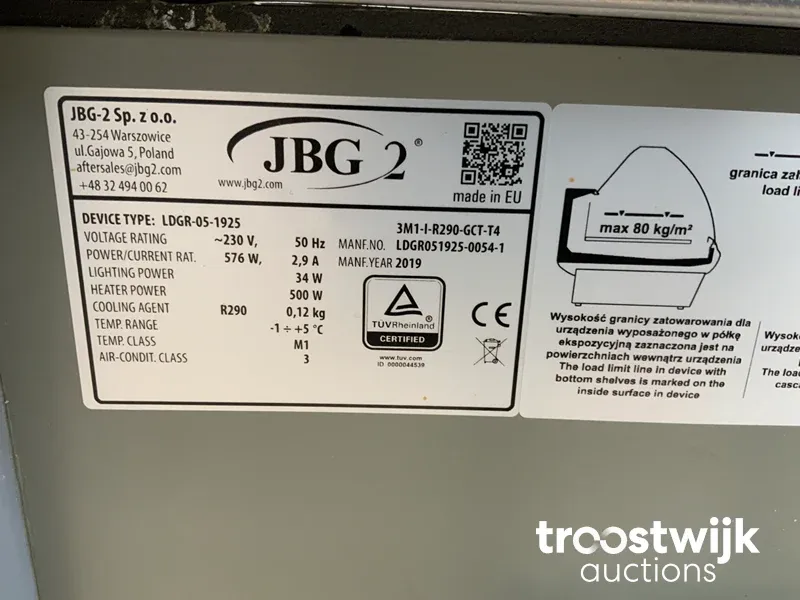 JBG-2 Sp. z o.o.
43-254 Warszowice
ul.Gajowa 5, Poland
aftersales@jbg2.com
+48 32 494 00 62
JBG 2®
www.jbg2.com
made in EU
DEVICE TYPE: LDGR-05-1925
3M1-I-R290-GCT-T4
VOLTAGE RATING ~230 V, 50 Hz
MANF.NO. LDGR051925-0054-1
POWER/CURRENT RAT. 576 W, 2,9 A
MANF.YEAR 2019
LIGHTING POWER 34 W
HEATER POWER 500 W
COOLING AGENT R290 0,12 kg
TEMP. RANGE -1 ÷ +5 °C
TEMP. CLASS M1
AIR-CONDIT. CLASS 3
TÜVRheinland
CERTIFIED
www.tuv.com
ID 0000044539
CE
granica
load
max 80 kg/m²
Wysokość granicy zatowarowania dla
urządzenia wyposażonego w półkę
ekspozycyjną zaznaczona jest na
powierzchniach wewnątrz urządzenia
The load limit line in device with
bottom shelves is marked on the
inside surface in device
The load
troostwijk
auctions